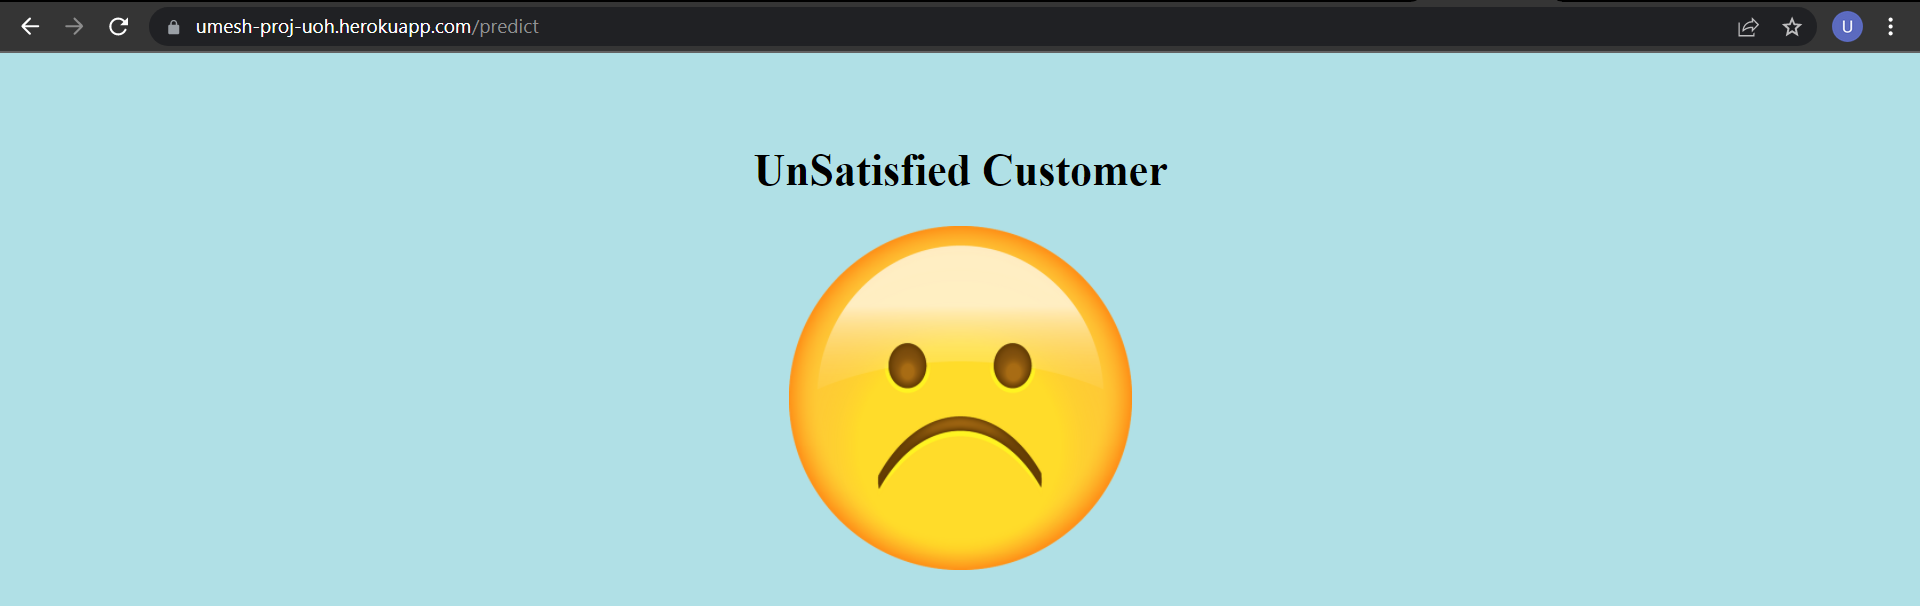 umesh-proj-uoh.herokuapp.com/predict
U
UnSatisfied Customer